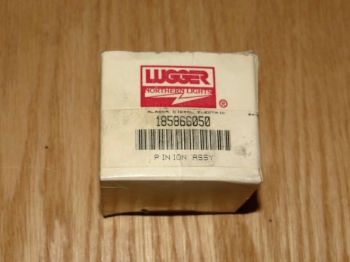 LUGGER
NORTHERN LIGHTS
®
ALASKA DIESEL ELECTRIC
185866050
PINION ASSY